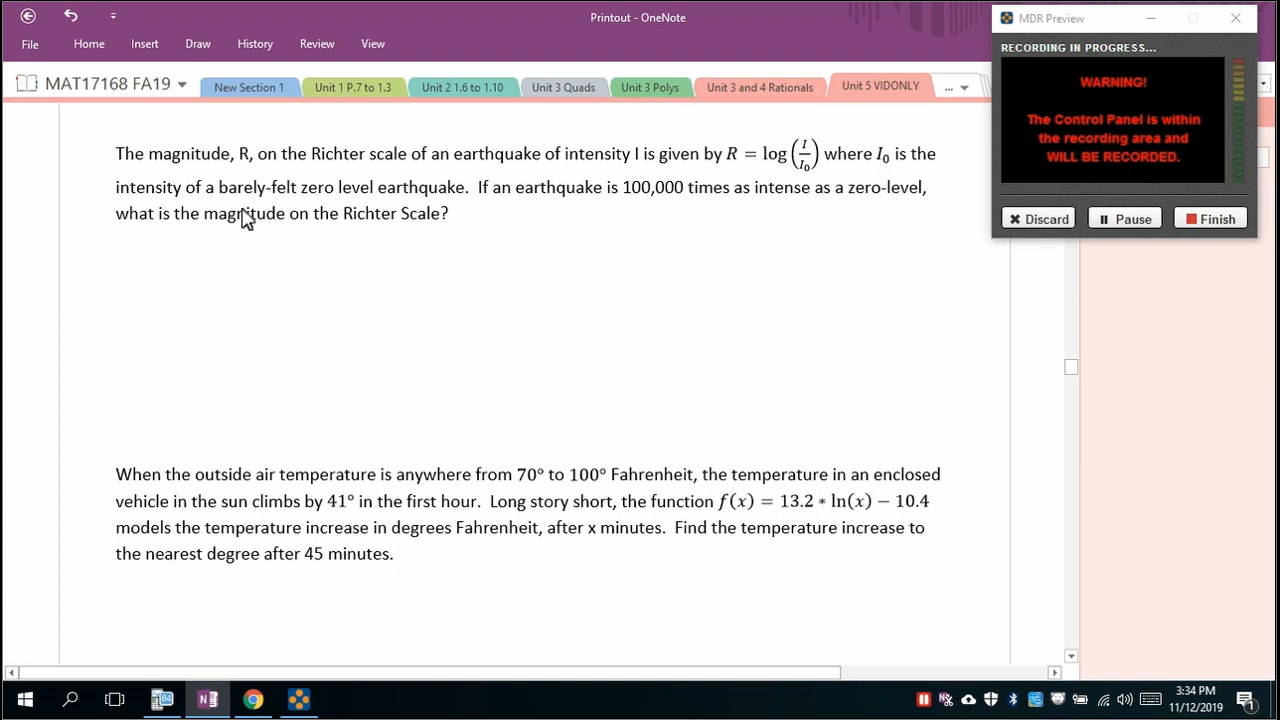 Printout - OneNote
MDR Preview
File Home Insert Draw History Review View
RECORDING IN PROGRESS...
WARNING!
The Control Panel is within
the recording area and
WILL BE RECORDED.
Discard Pause Finish
MAT17168 FA19 New Section 1 Unit 1 P.7 to 1.3 Unit 2 1.6 to 1.10 Unit 3 Quads Unit 3 Polys Unit 3 and 4 Rationals Unit 5 VIDONLY ...
The magnitude, R, on the Richter scale of an earthquake of intensity I is given by R = log(I/I₀) where I₀ is the
intensity of a barely-felt zero level earthquake. If an earthquake is 100,000 times as intense as a zero-level,
what is the magnitude on the Richter Scale?
When the outside air temperature is anywhere from 70° to 100° Fahrenheit, the temperature in an enclosed
vehicle in the sun climbs by 41° in the first hour. Long story short, the function f(x) = 13.2 * ln(x) − 10.4
models the temperature increase in degrees Fahrenheit, after x minutes. Find the temperature increase to
the nearest degree after 45 minutes.
3:34 PM
11/12/2019
1